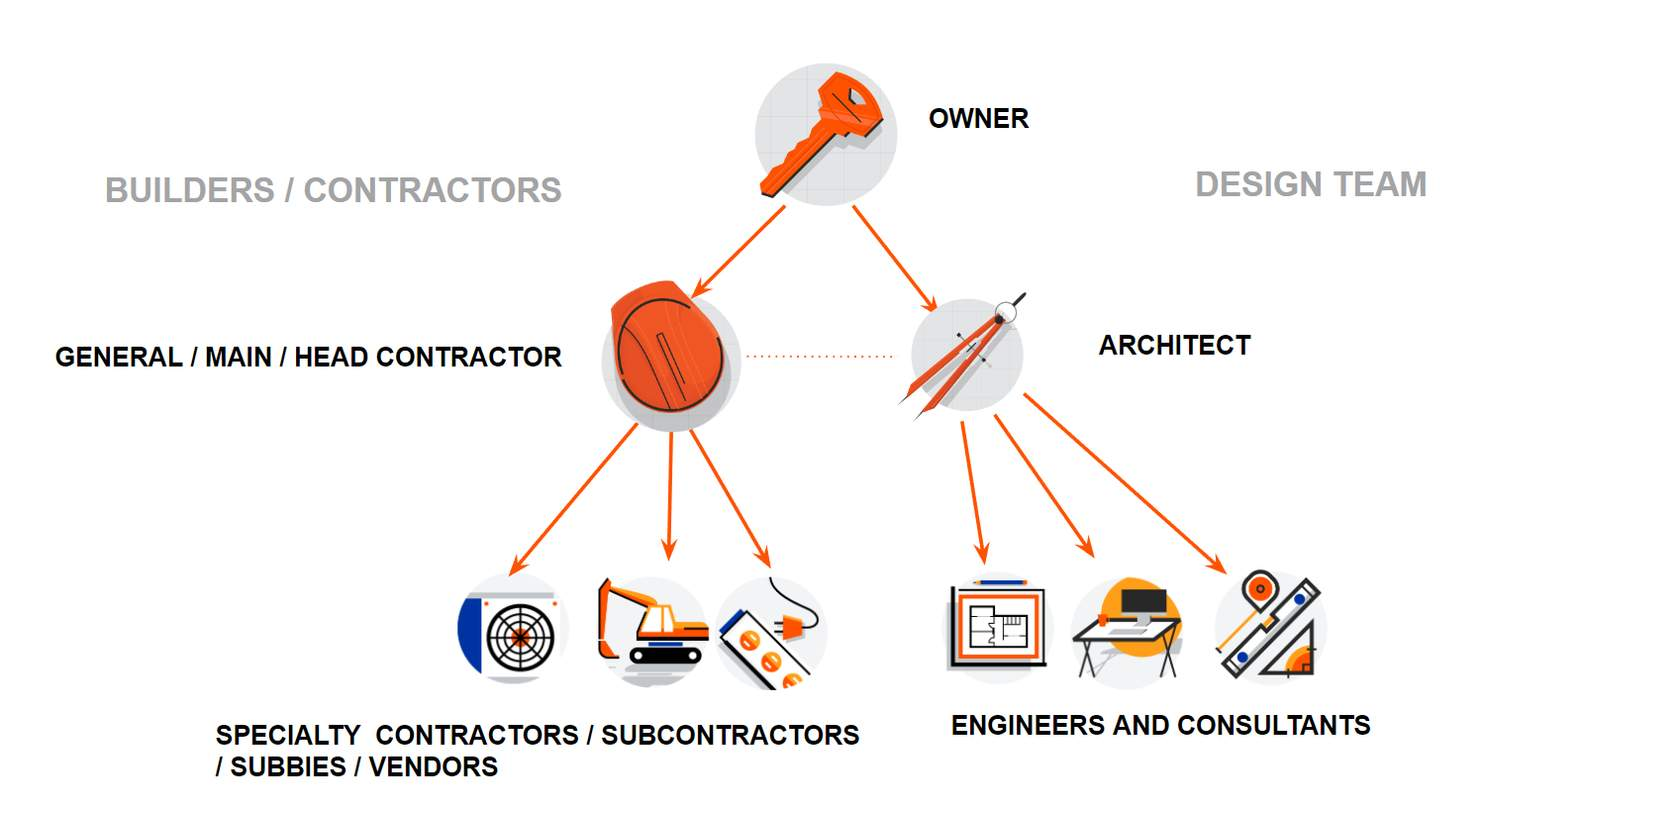 OWNER
BUILDERS / CONTRACTORS
DESIGN TEAM
GENERAL / MAIN / HEAD CONTRACTOR
ARCHITECT
SPECIALTY  CONTRACTORS / SUBCONTRACTORS
/ SUBBIES / VENDORS
ENGINEERS AND CONSULTANTS